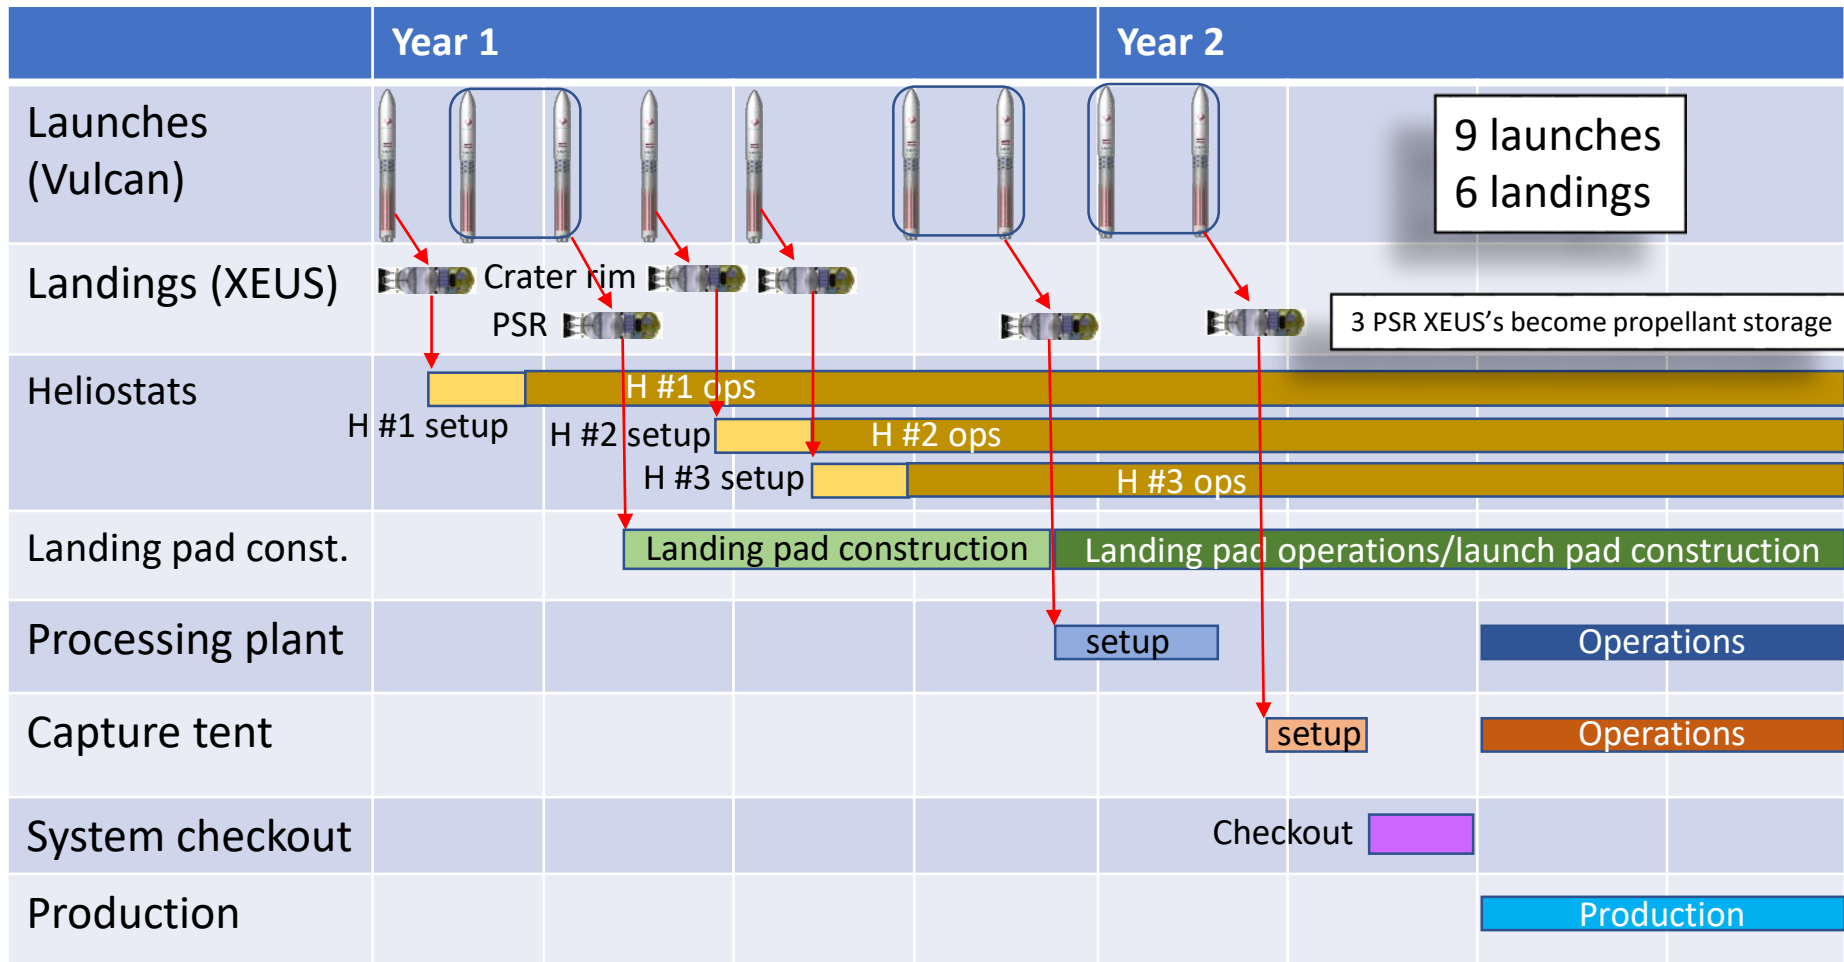 Year 1
Year 2
Launches
(Vulcan)
9 launches
6 landings
Landings (XEUS)
Crater rim
PSR
3 PSR XEUS's become propellant storage
Heliostats
H #1 ops
H #1 setup
H #2 setup
H #2 ops
H #3 setup
H #3 ops
Landing pad const.
Landing pad construction
Landing pad operations/launch pad construction
Processing plant
setup
Operations
Capture tent
setup
Operations
System checkout
Checkout
Production
Production